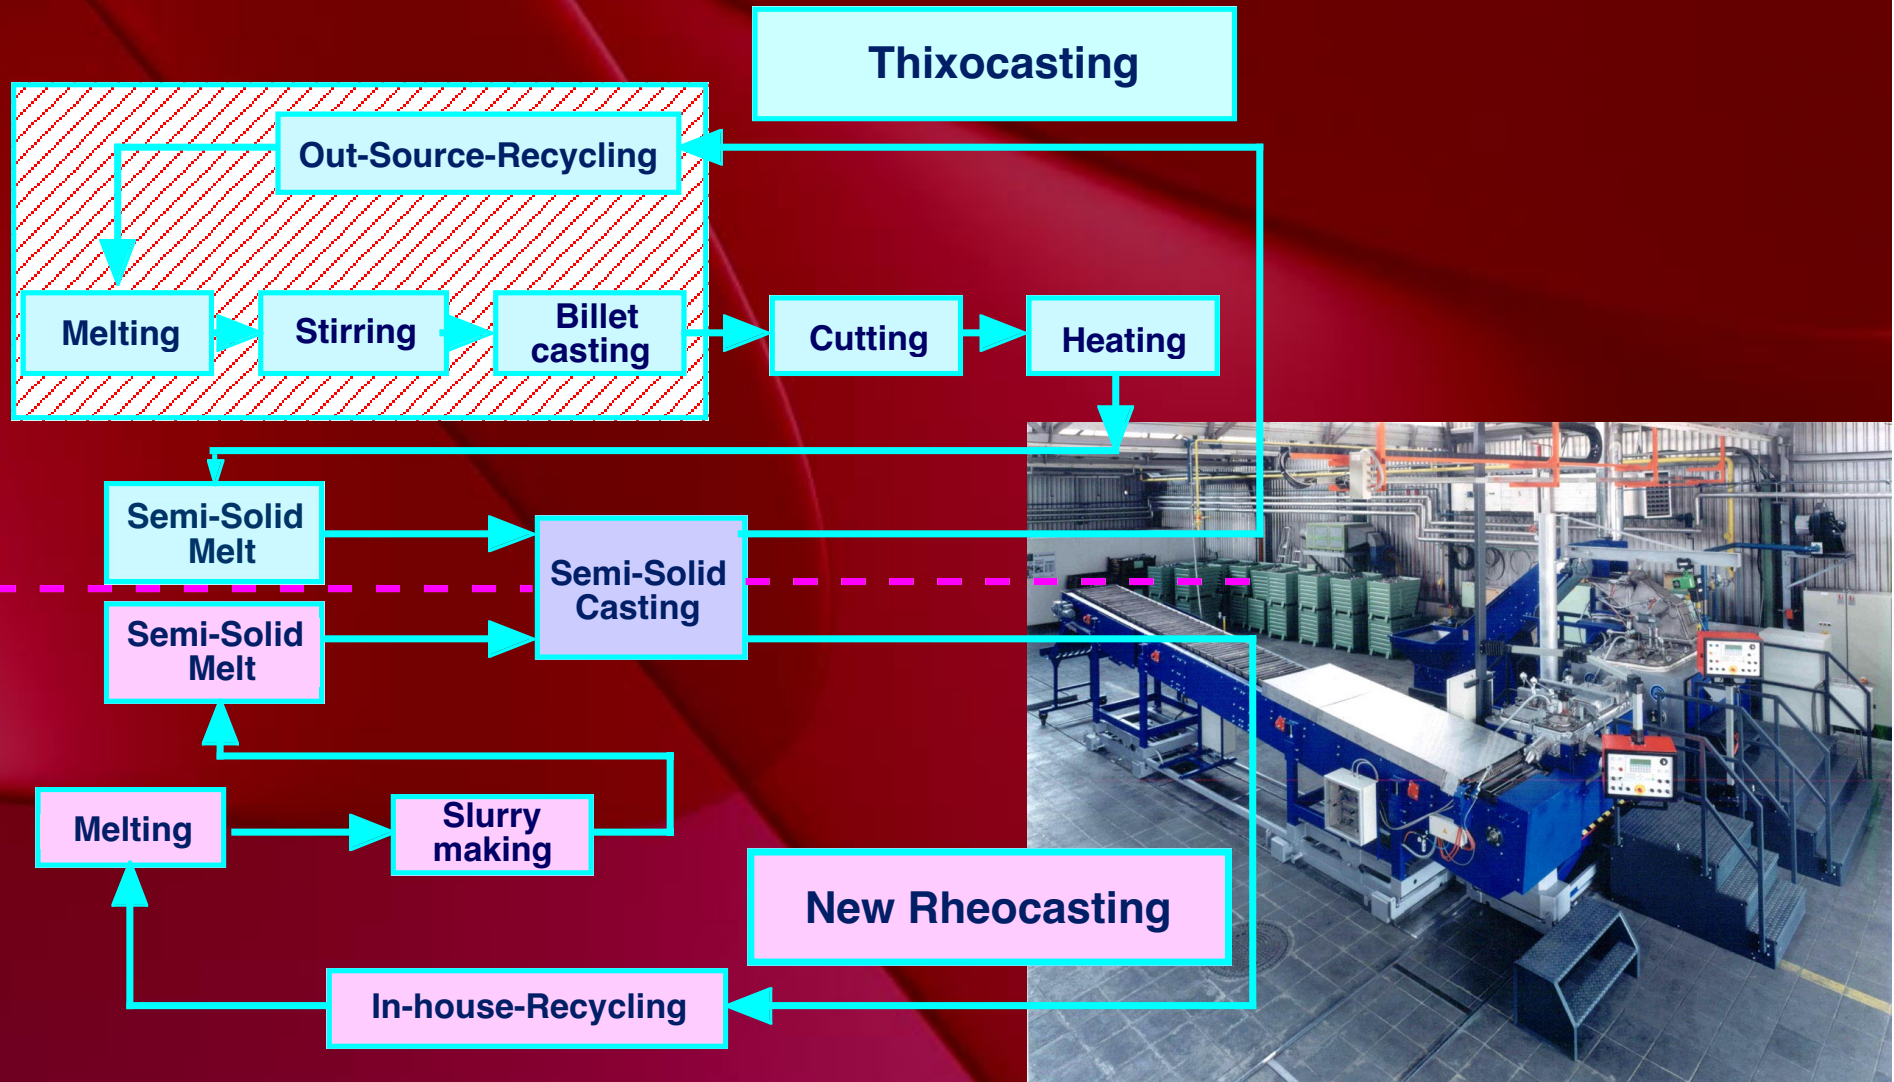 Thixocasting
Out-Source-Recycling
Melting
Stirring
Billet
casting
Cutting
Heating
Semi-Solid
Melt
Semi-Solid
Casting
Semi-Solid
Melt
Melting
Slurry
making
New Rheocasting
In-house-Recycling